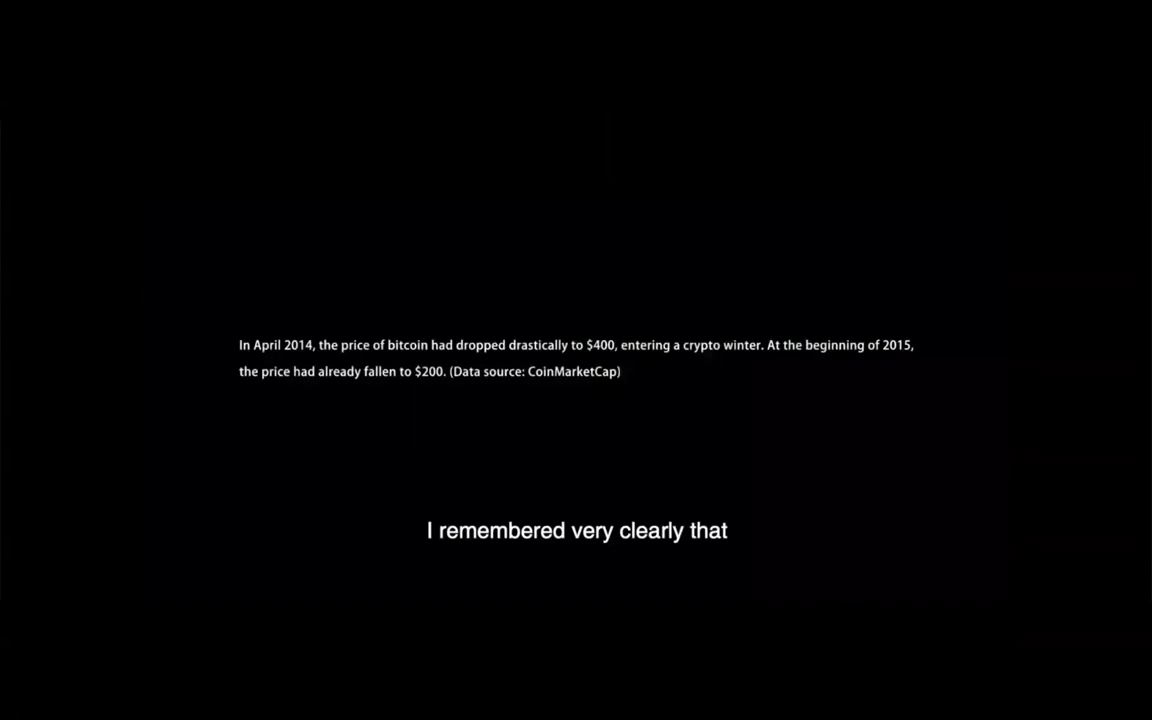 In April 2014, the price of bitcoin had dropped drastically to $400, entering a crypto winter. At the beginning of 2015,
the price had already fallen to $200. (Data source: CoinMarketCap)
I remembered very clearly that